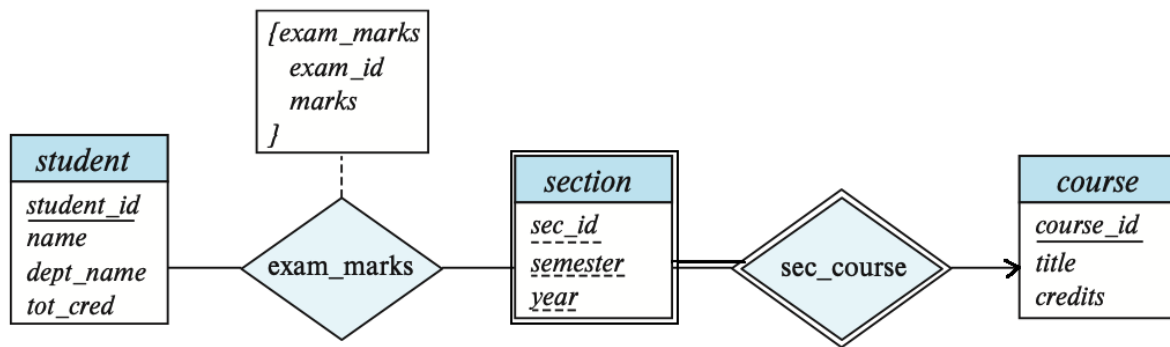 {exam_marks
exam_id
marks
}
student
student_id
name
dept_name
tot_cred
exam_marks
section
sec_id
semester
year
sec_course
course
course_id
title
credits